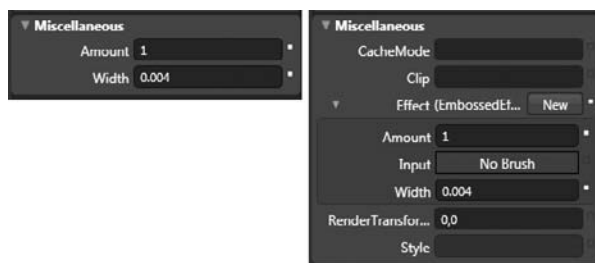 Miscellaneous
Amount 1
Width 0.004
Miscellaneous
CacheMode
Clip
Effect (EmbossedEf... New
Amount 1
Input No Brush
Width 0.004
RenderTransfor... 0,0
Style